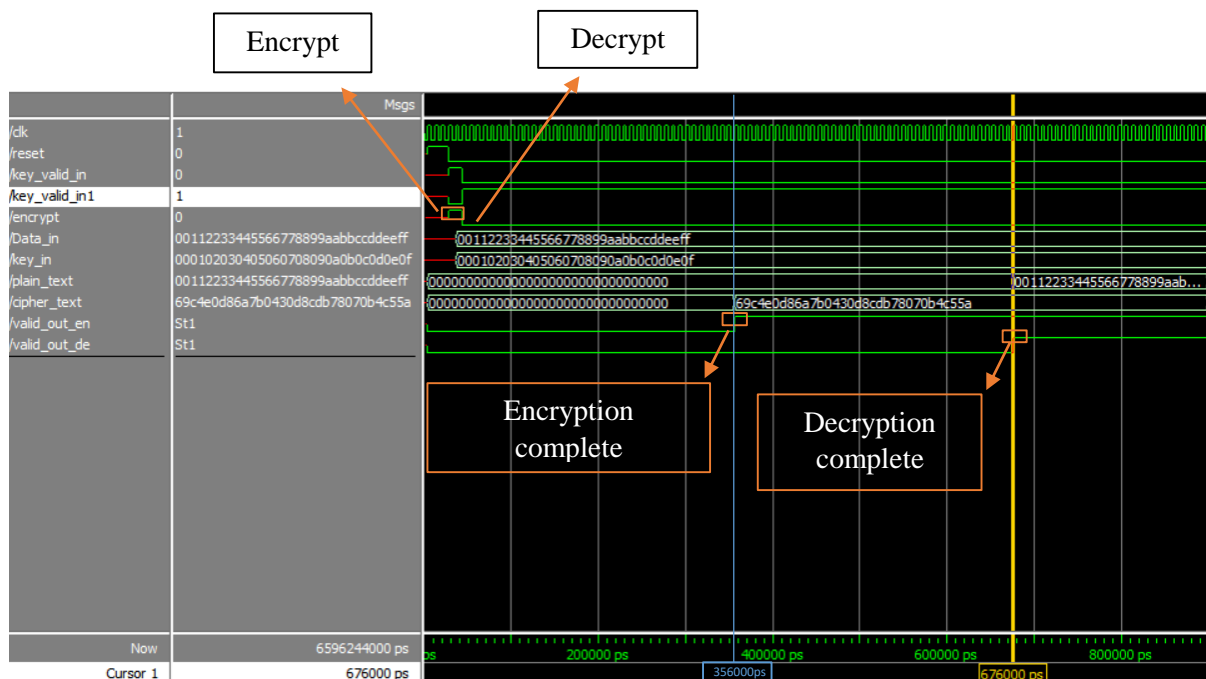 Encrypt
Decrypt
Msgs
/clk 1
/reset 0
/key_valid_in 0
/key_valid_in1 1
/encrypt 0
/Data_in 00112233445566778899aabbccddeeff 00112233445566778899aabbccddeeff
/key_in 000102030405060708090a0b0c0d0e0f 000102030405060708090a0b0c0d0e0f
/plain_text 00112233445566778899aabbccddeeff 00000000000000000000000000000000 00112233445566778899aab...
/cipher_text 69c4e0d86a7b0430d8cdb78070b4c55a 00000000000000000000000000000000 69c4e0d86a7b0430d8cdb78070b4c55a
/valid_out_en St1
/valid_out_de St1
Encryption
complete
Decryption
complete
Now 6596244000 ps
ps 200000 ps 400000 ps 600000 ps 800000 ps
Cursor 1 676000 ps 356000ps 676000 ps